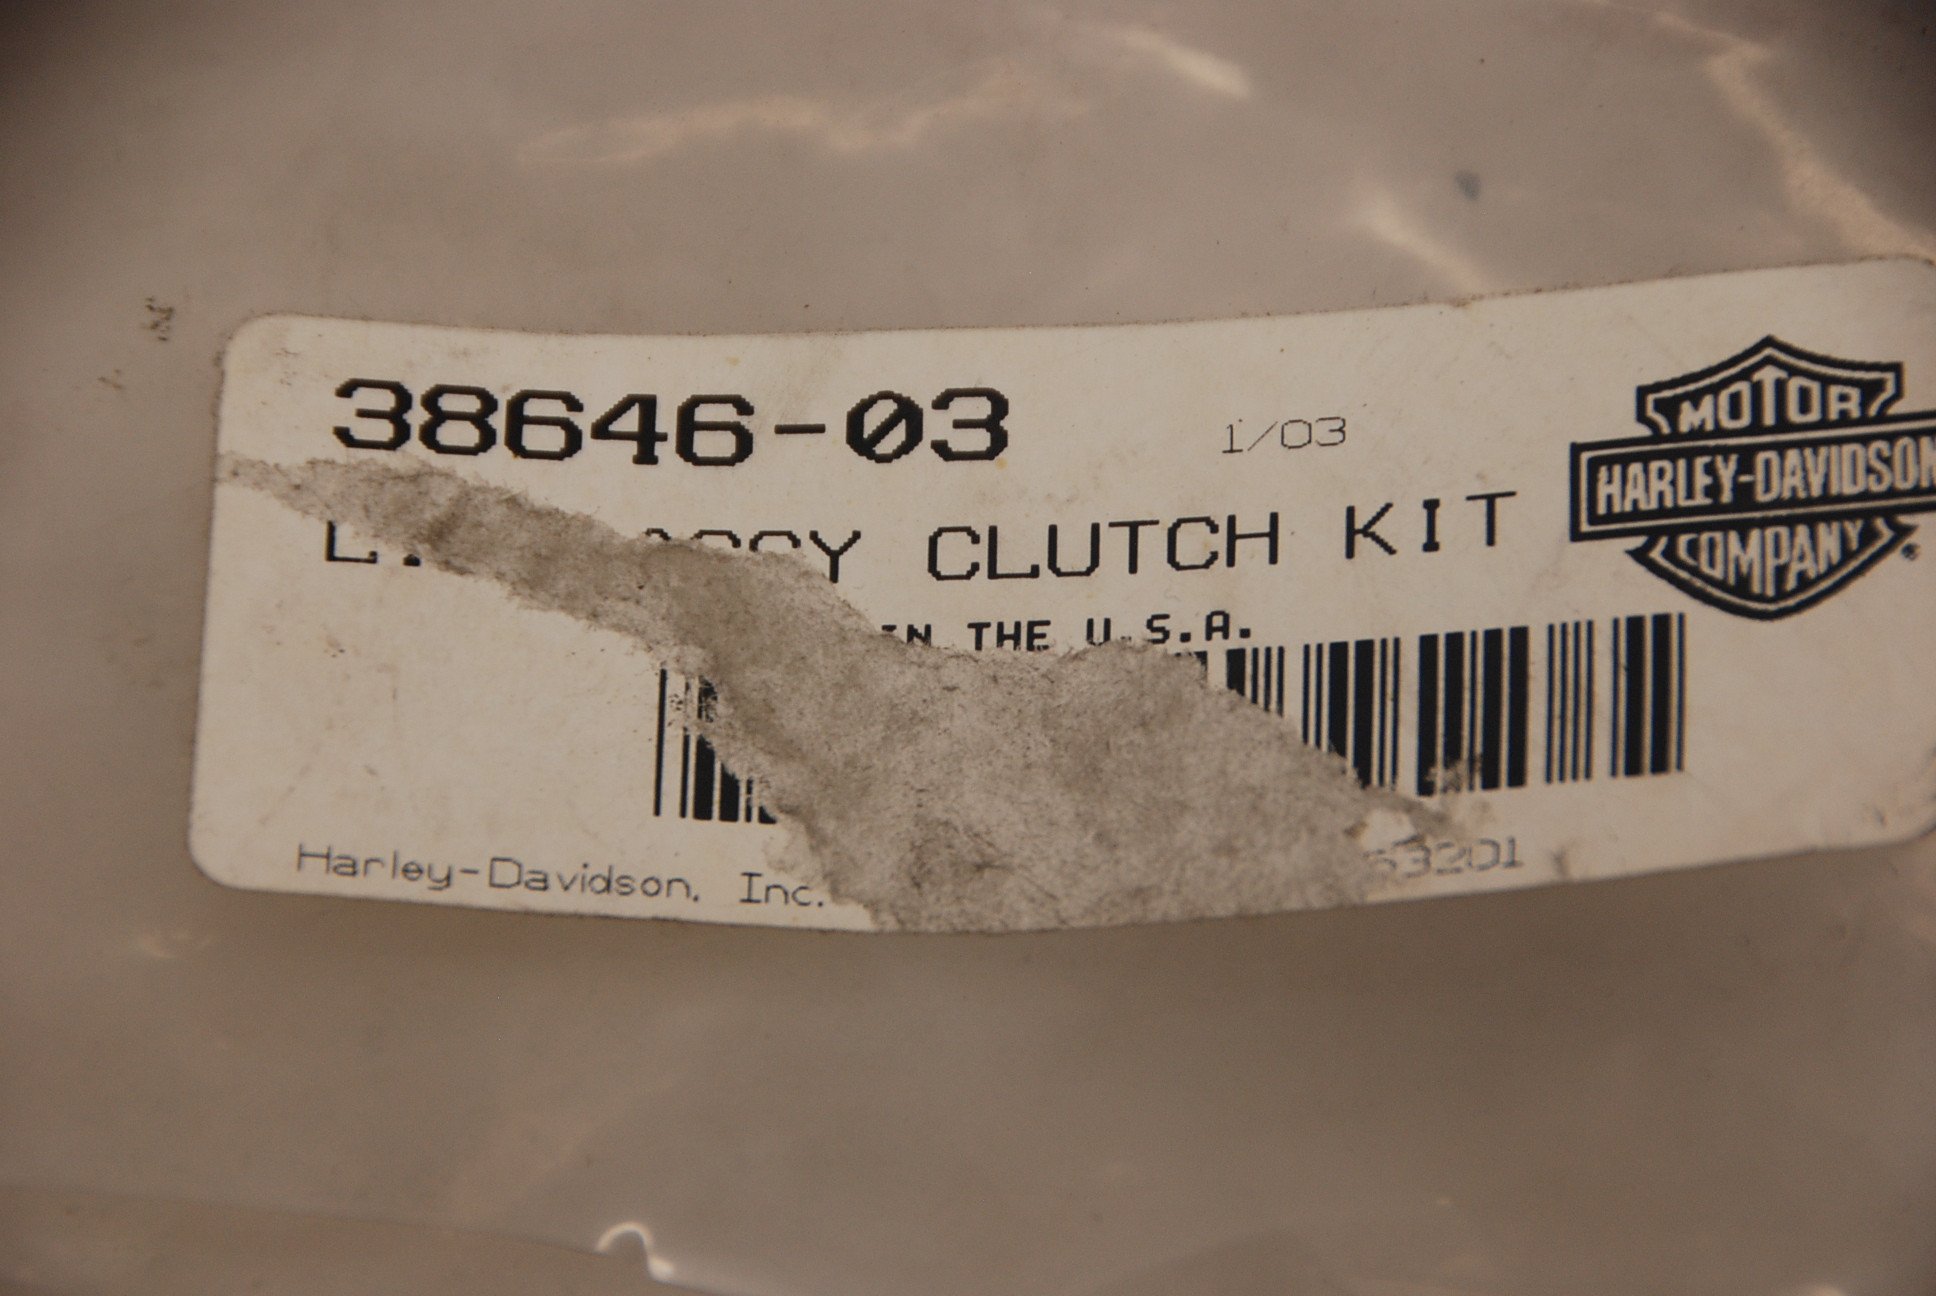 38646-03 1/03
CLUTCH KIT
IN THE U.S.A.
Harley-Davidson, Inc.
MOTOR
HARLEY-DAVIDSON
COMPANY